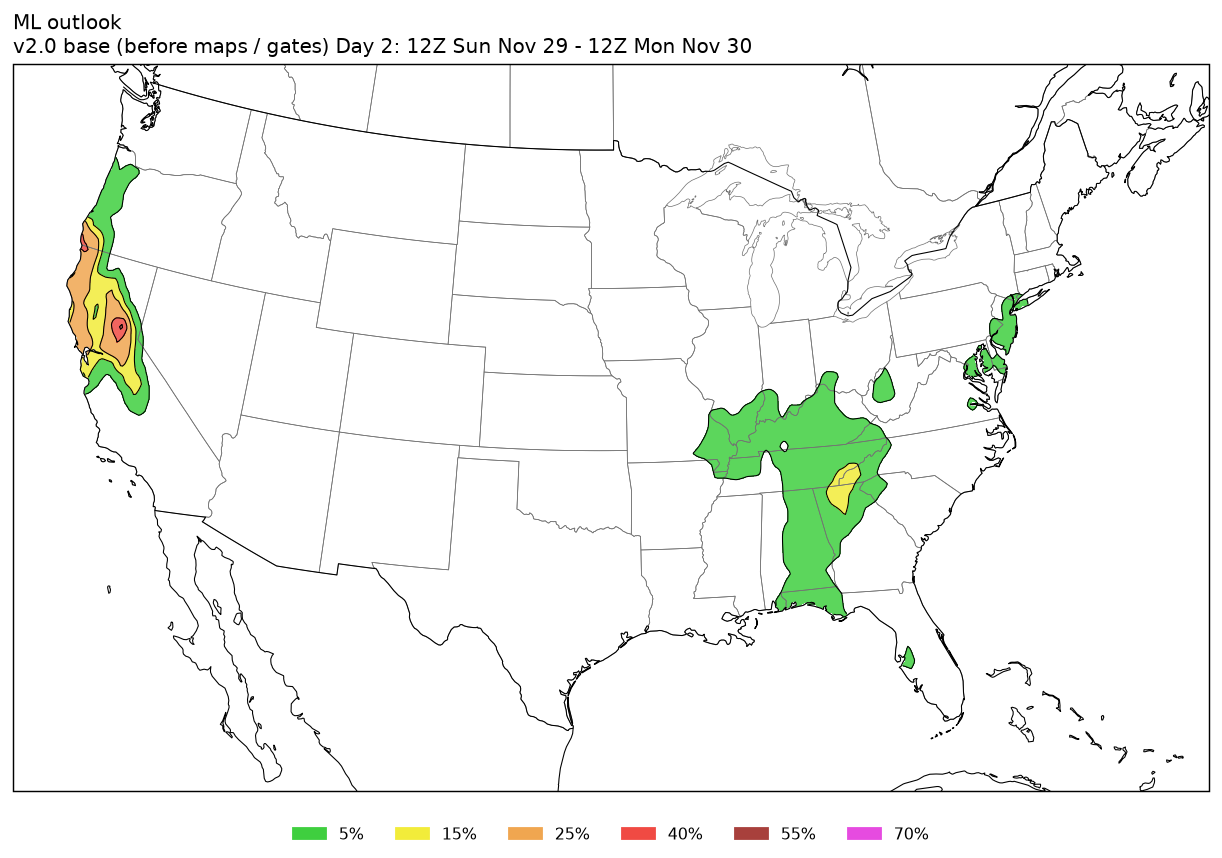 ML outlook
v2.0 base (before maps / gates) Day 2: 12Z Sun Nov 29 - 12Z Mon Nov 30
5% 15% 25% 40% 55% 70%